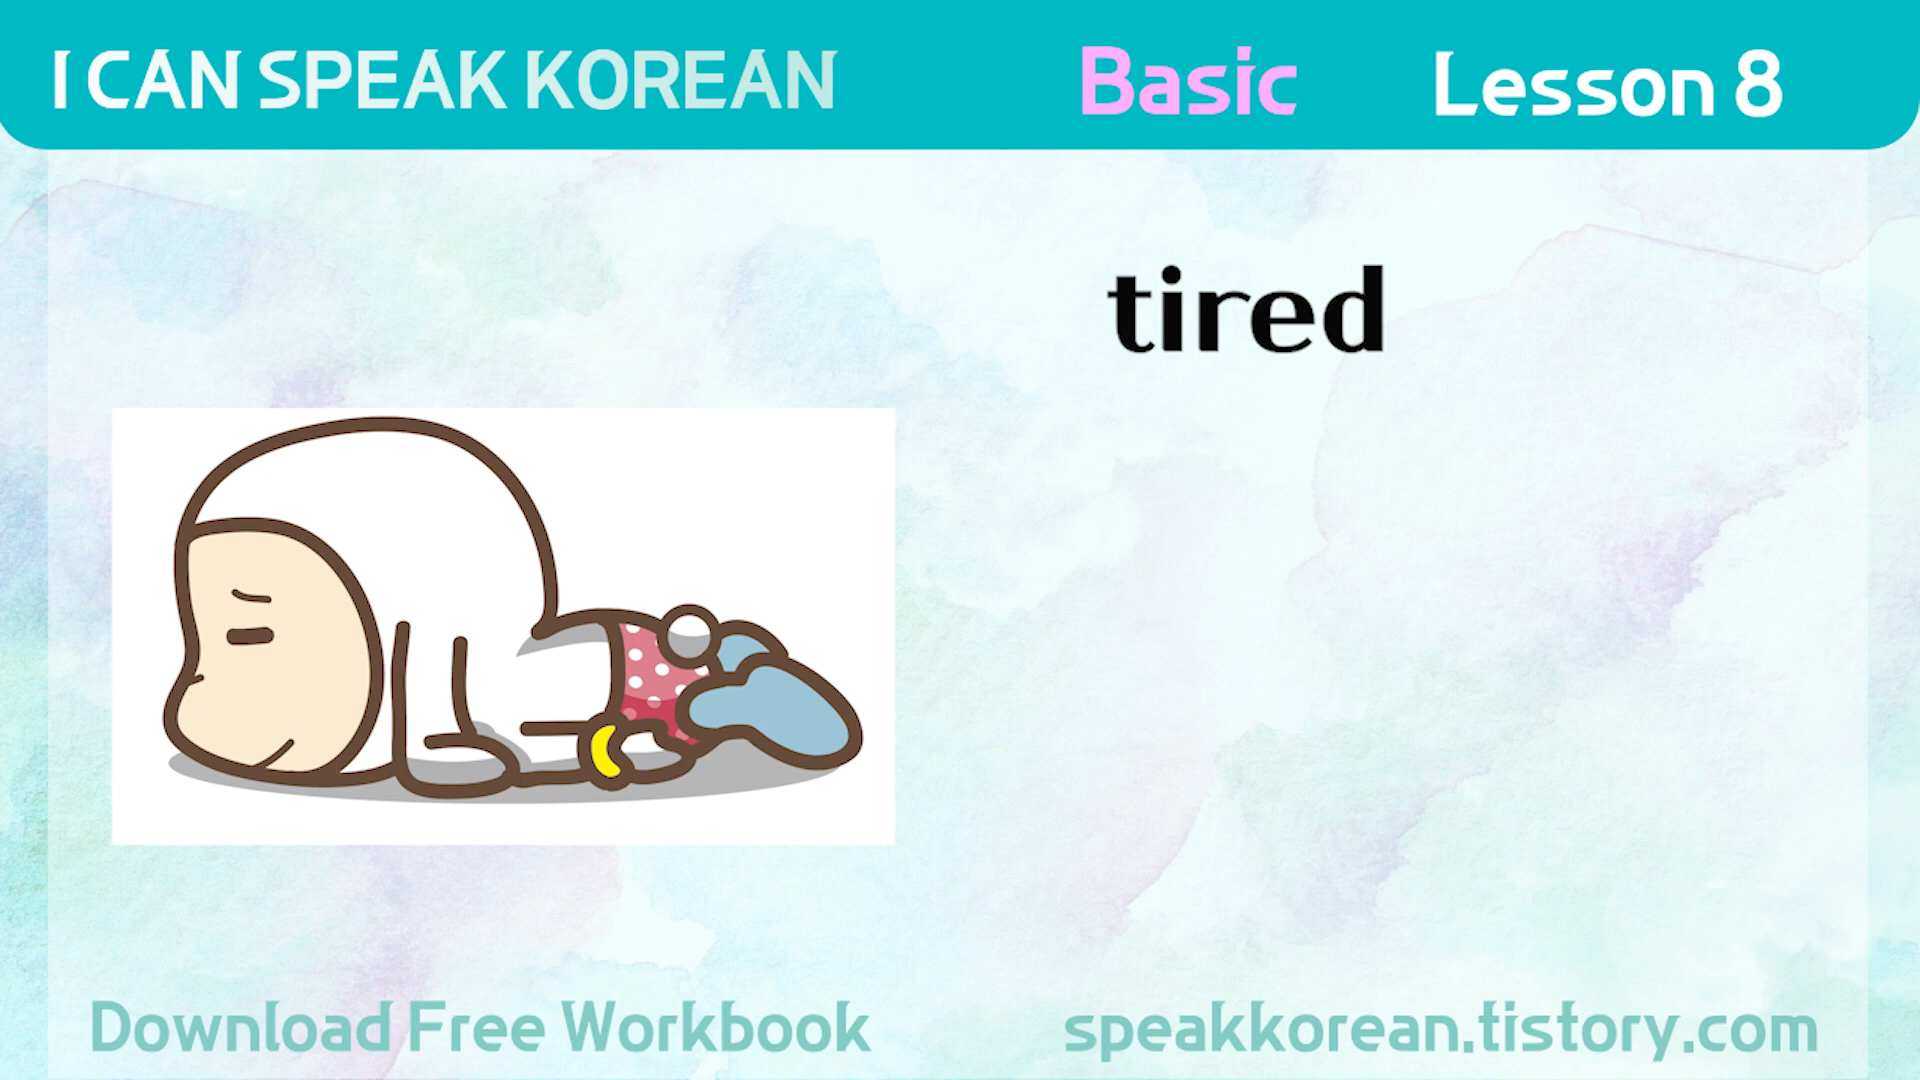 I CAN SPEAK KOREAN Basic Lesson 8
tired
Download Free Workbook speakkorean.tistory.com